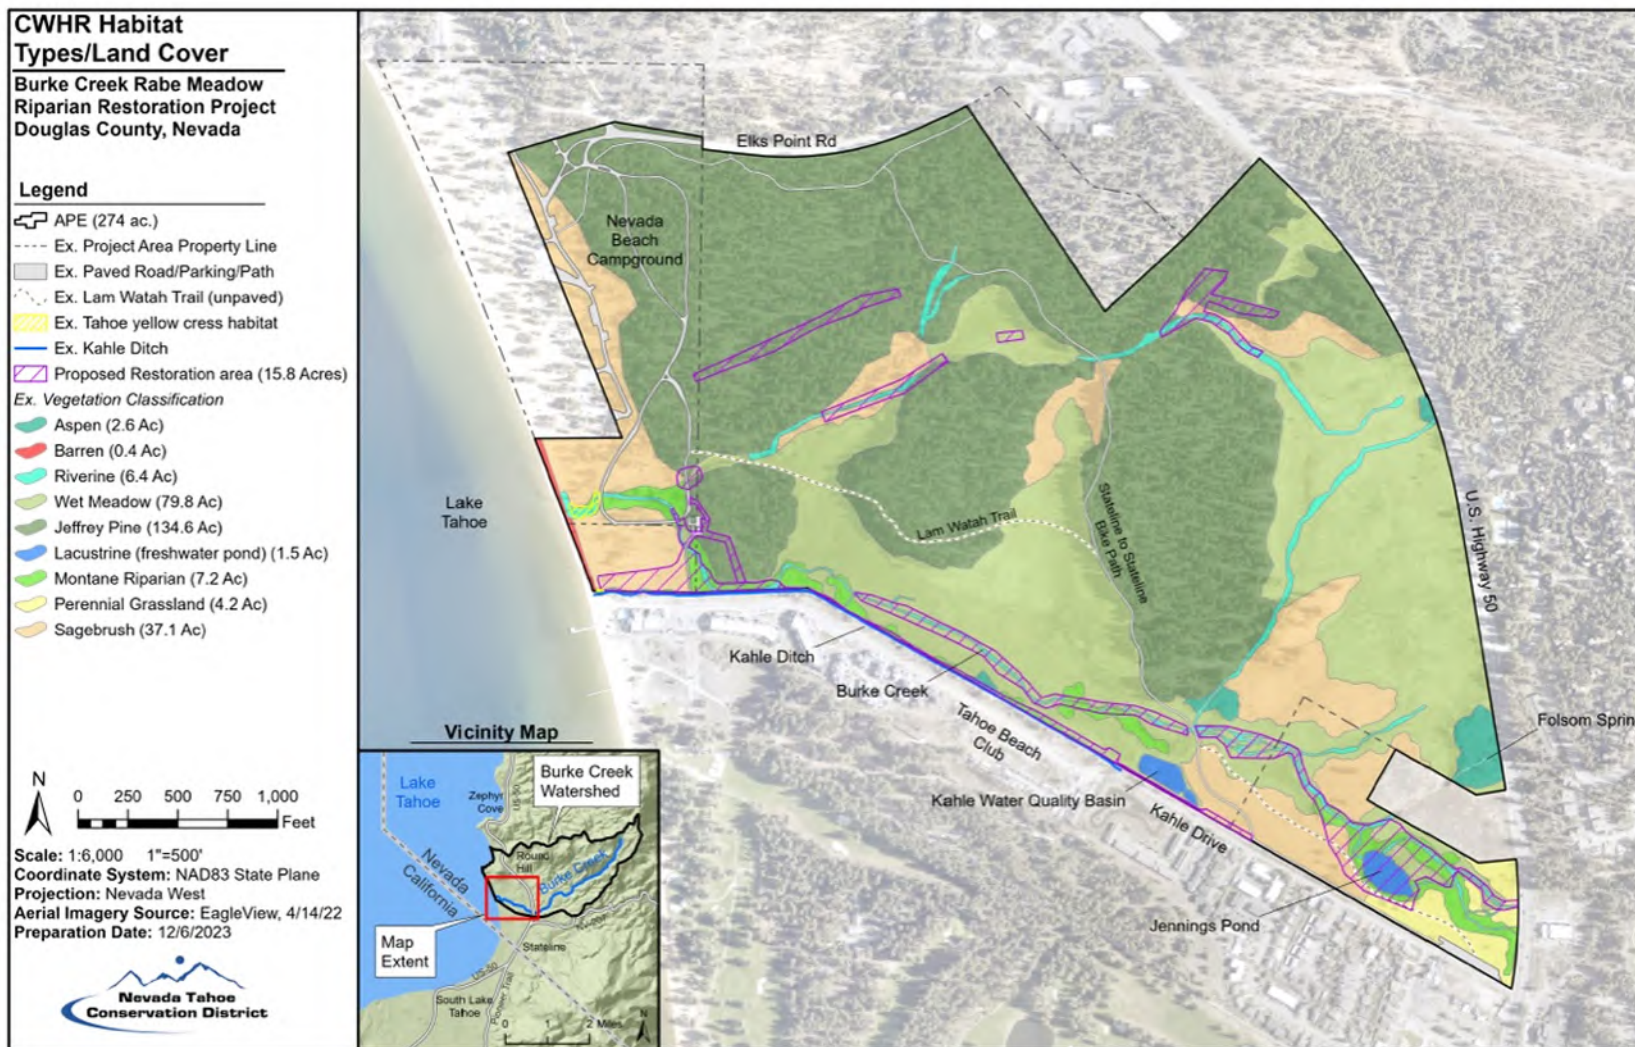 CWHR Habitat
Types/Land Cover
Burke Creek Rabe Meadow
Riparian Restoration Project
Douglas County, Nevada
Legend
APE (274 ac.)
Ex. Project Area Property Line
Ex. Paved Road/Parking/Path
Ex. Lam Watah Trail (unpaved)
Ex. Tahoe yellow cress habitat
Ex. Kahle Ditch
Proposed Restoration area (15.8 Acres)
Ex. Vegetation Classification
Aspen (2.6 Ac)
Barren (0.4 Ac)
Riverine (6.4 Ac)
Wet Meadow (79.8 Ac)
Jeffrey Pine (134.6 Ac)
Lacustrine (freshwater pond) (1.5 Ac)
Montane Riparian (7.2 Ac)
Perennial Grassland (4.2 Ac)
Sagebrush (37.1 Ac)
N
0 250 500 750 1,000
Feet
Scale: 1:6,000 1"=500'
Coordinate System: NAD83 State Plane
Projection: Nevada West
Aerial Imagery Source: EagleView, 4/14/22
Preparation Date: 12/6/2023
Nevada Tahoe
Conservation District
Elks Point Rd
Nevada
Beach
Campground
Lake
Tahoe
Lam Watah Trail
Stateline to Stateline
Bike Path
U.S. Highway 50
Kahle Ditch
Burke Creek
Tahoe Beach
Club
Folsom Sprin
Kahle Water Quality Basin
Kahle Drive
Jennings Pond
Vicinity Map
Lake
Tahoe
Zephyr
Cove
US-50
Burke Creek
Watershed
Round
Hill
Burke Creek
Nevada
California
Map
Extent
Stateline
US-50
South Lake
Tahoe
Pioneer Trail
0 1 2 Miles
N